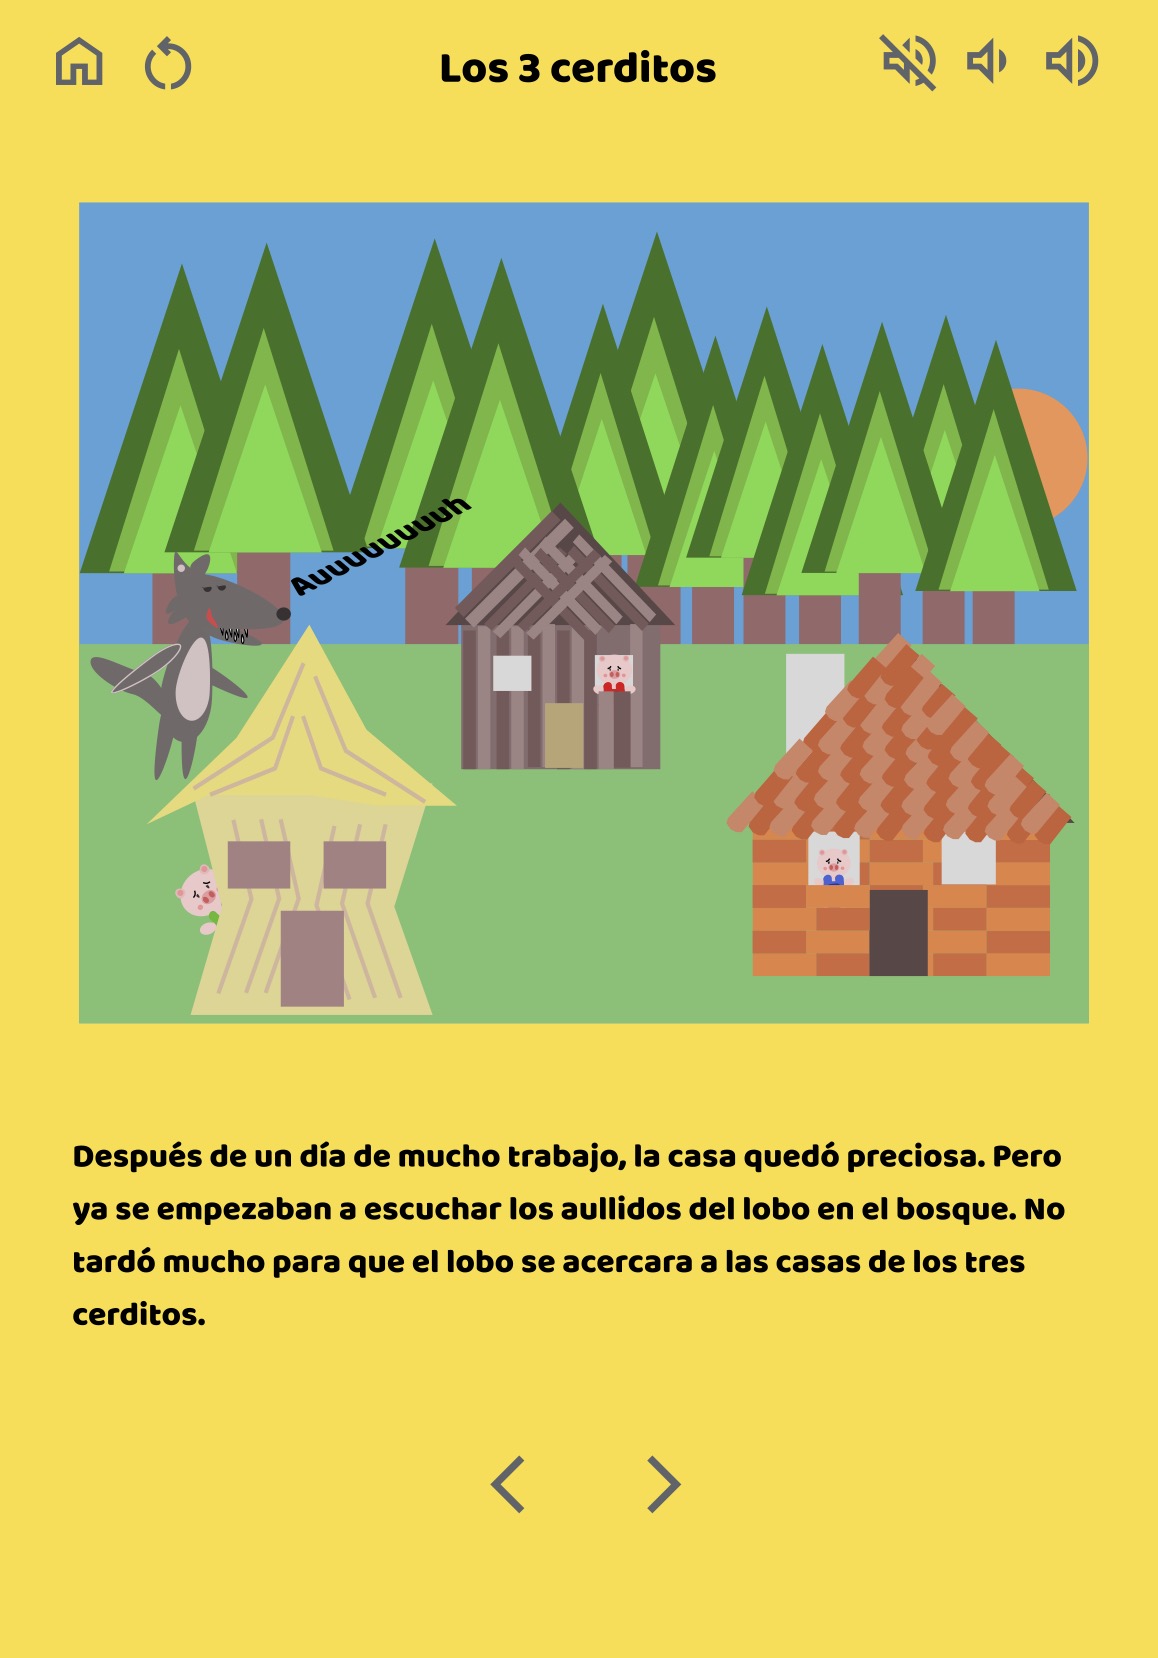 Los 3 cerditos
Auuuuuuuuuh
Después de un día de mucho trabajo, la casa quedó preciosa. Pero
ya se empezaban a escuchar los aullidos del lobo en el bosque. No
tardó mucho para que el lobo se acercara a las casas de los tres
cerditos.